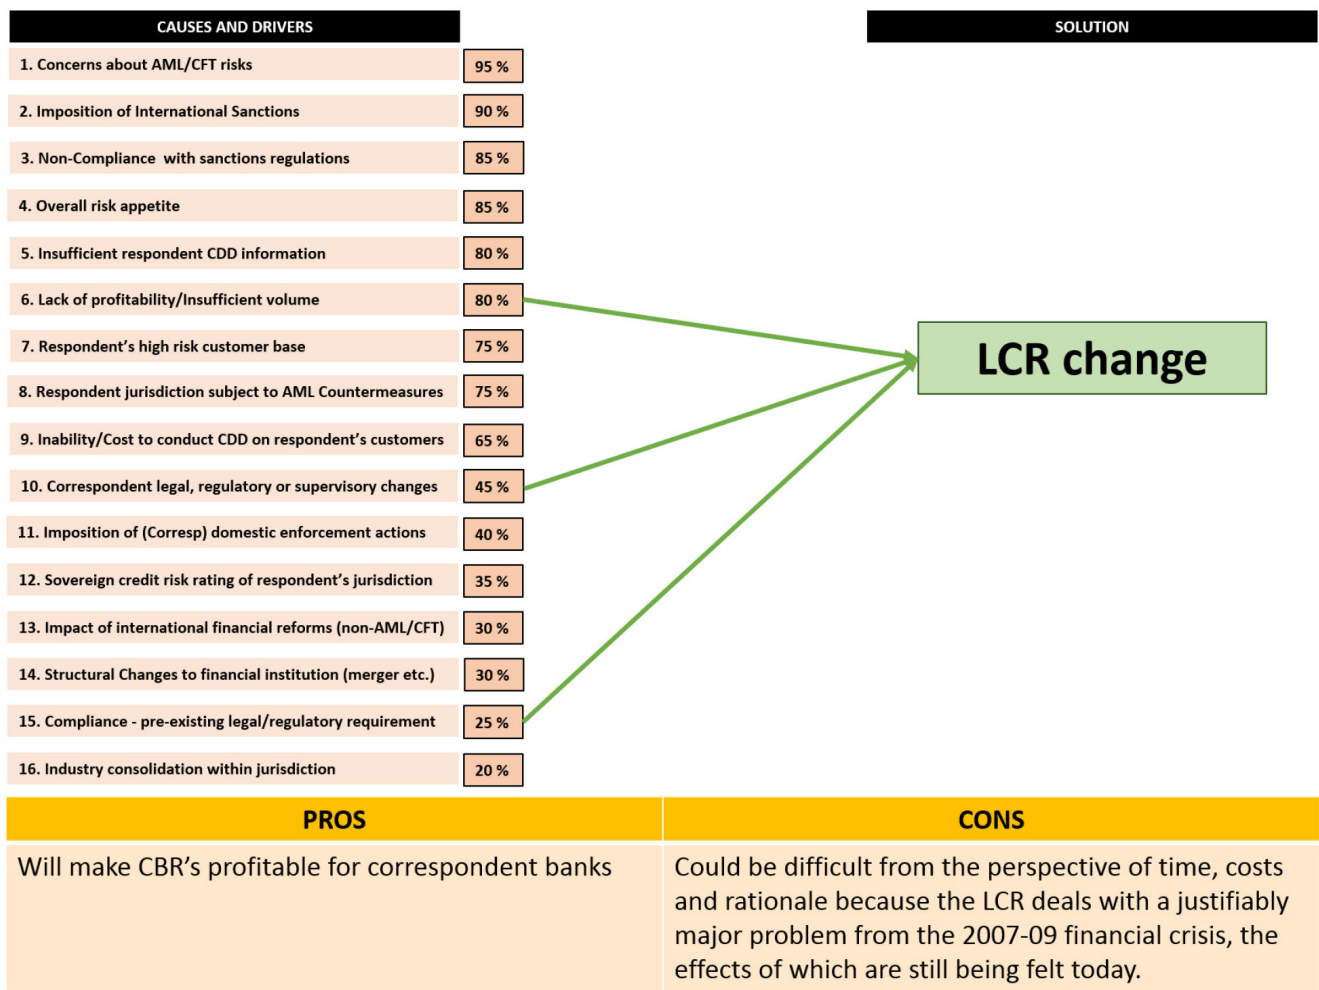 CAUSES AND DRIVERS
SOLUTION
1. Concerns about AML/CFT risks
95 %
2. Imposition of International Sanctions
90 %
3. Non-Compliance with sanctions regulations
85 %
4. Overall risk appetite
85 %
5. Insufficient respondent CDD information
80 %
6. Lack of profitability/Insufficient volume
80 %
7. Respondent’s high risk customer base
75 %
8. Respondent jurisdiction subject to AML Countermeasures
75 %
9. Inability/Cost to conduct CDD on respondent’s customers
65 %
10. Correspondent legal, regulatory or supervisory changes
45 %
11. Imposition of (Corresp) domestic enforcement actions
40 %
12. Sovereign credit risk rating of respondent’s jurisdiction
35 %
13. Impact of international financial reforms (non-AML/CFT)
30 %
14. Structural Changes to financial institution (merger etc.)
30 %
15. Compliance - pre-existing legal/regulatory requirement
25 %
16. Industry consolidation within jurisdiction
20 %
LCR change
PROS
CONS
Will make CBR’s profitable for correspondent banks
Could be difficult from the perspective of time, costs
and rationale because the LCR deals with a justifiably
major problem from the 2007-09 financial crisis, the
effects of which are still being felt today.